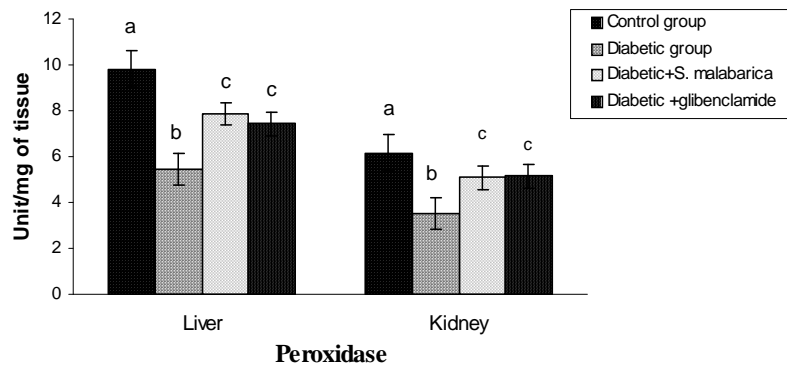 12
10
8
6
4
2
0
Unit/mg of tissue
a
b
c
c
a
b
c
c
Liver
Kidney
Peroxidase
Control group
Diabetic group
Diabetic+S. malabarica
Diabetic +glibenclamide